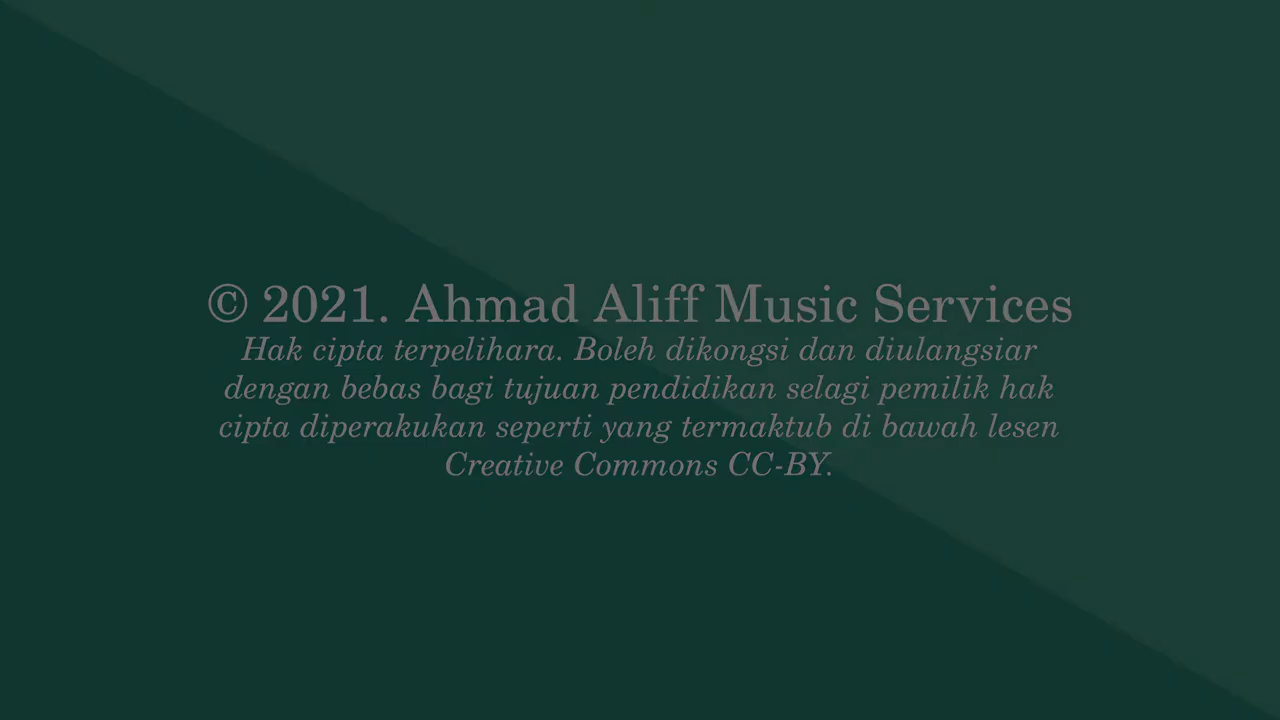 © 2021. Ahmad Aliff Music Services
Hak cipta terpelihara. Boleh dikongsi dan diulangsiar
dengan bebas bagi tujuan pendidikan selagi pemilik hak
cipta diperakukan seperti yang termaktub di bawah lesen
Creative Commons CC-BY.